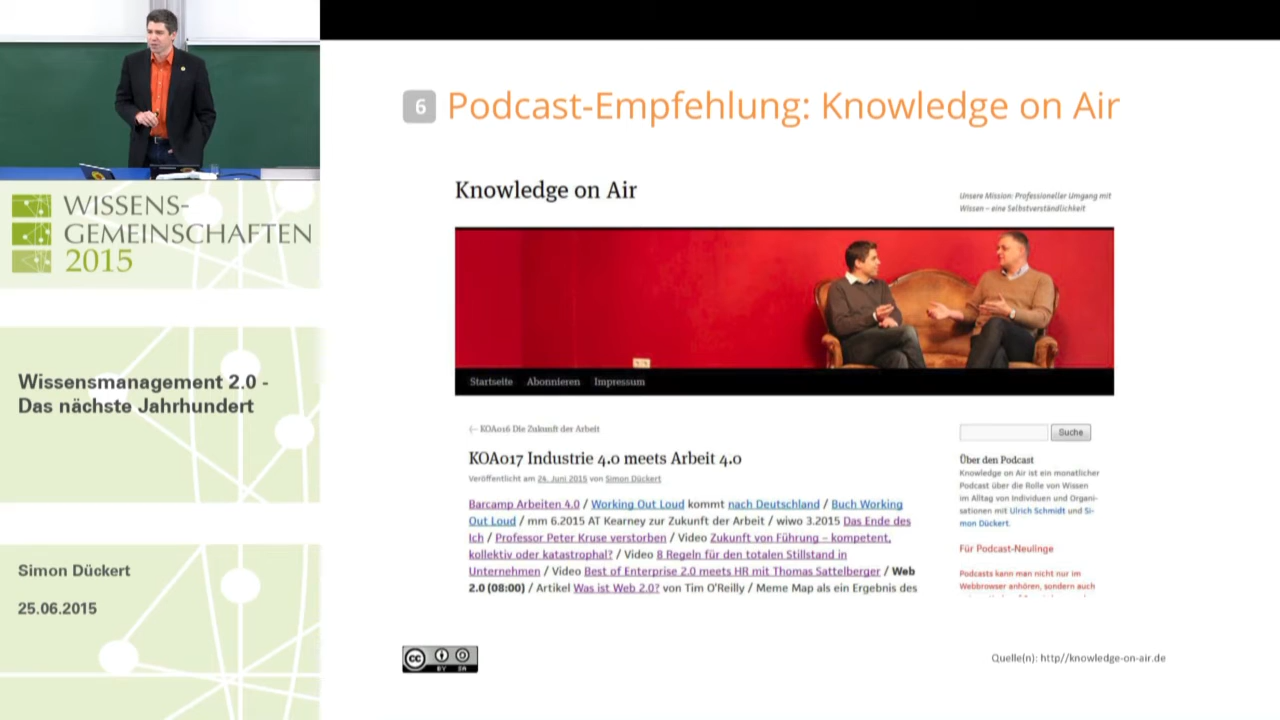 WISSENS-
GEMEINSCHAFTEN
2015
Wissensmanagement 2.0 -
Das nächste Jahrhundert
Simon Dückert
25.06.2015
6 Podcast-Empfehlung: Knowledge on Air
Knowledge on Air
Unsere Mission: Professioneller Umgang mit
Wissen – eine Selbstverständlichkeit
Startseite Abonnieren Impressum
← KOA016 Die Zukunft der Arbeit
KOA017 Industrie 4.0 meets Arbeit 4.0
Veröffentlicht am 24. Juni 2015 von Simon Dückert
Barcamp Arbeiten 4.0 / Working Out Loud kommt nach Deutschland / Buch Working
Out Loud / mm 6.2015 AT Kearney zur Zukunft der Arbeit / wiwo 3.2015 Das Ende des
Ich / Professor Peter Kruse verstorben / Video Zukunft von Führung – kompetent,
kollektiv oder katastrophal? / Video 8 Regeln für den totalen Stillstand in
Unternehmen / Video Best of Enterprise 2.0 meets HR mit Thomas Sattelberger / Web
2.0 (08:00) / Artikel Was ist Web 2.0? von Tim O'Reilly / Meme Map als ein Ergebnis des
Suche
Über den Podcast
Knowledge on Air ist ein monatlicher
Podcast über die Rolle von Wissen
im Alltag von Individuen und Organi-
sationen mit Ulrich Schmidt und Si-
mon Dückert.
Für Podcast-Neulinge
Podcasts kann man nicht nur im
Webbrowser anhören, sondern auch
cc BY SA
Quelle(n): http//knowledge-on-air.de